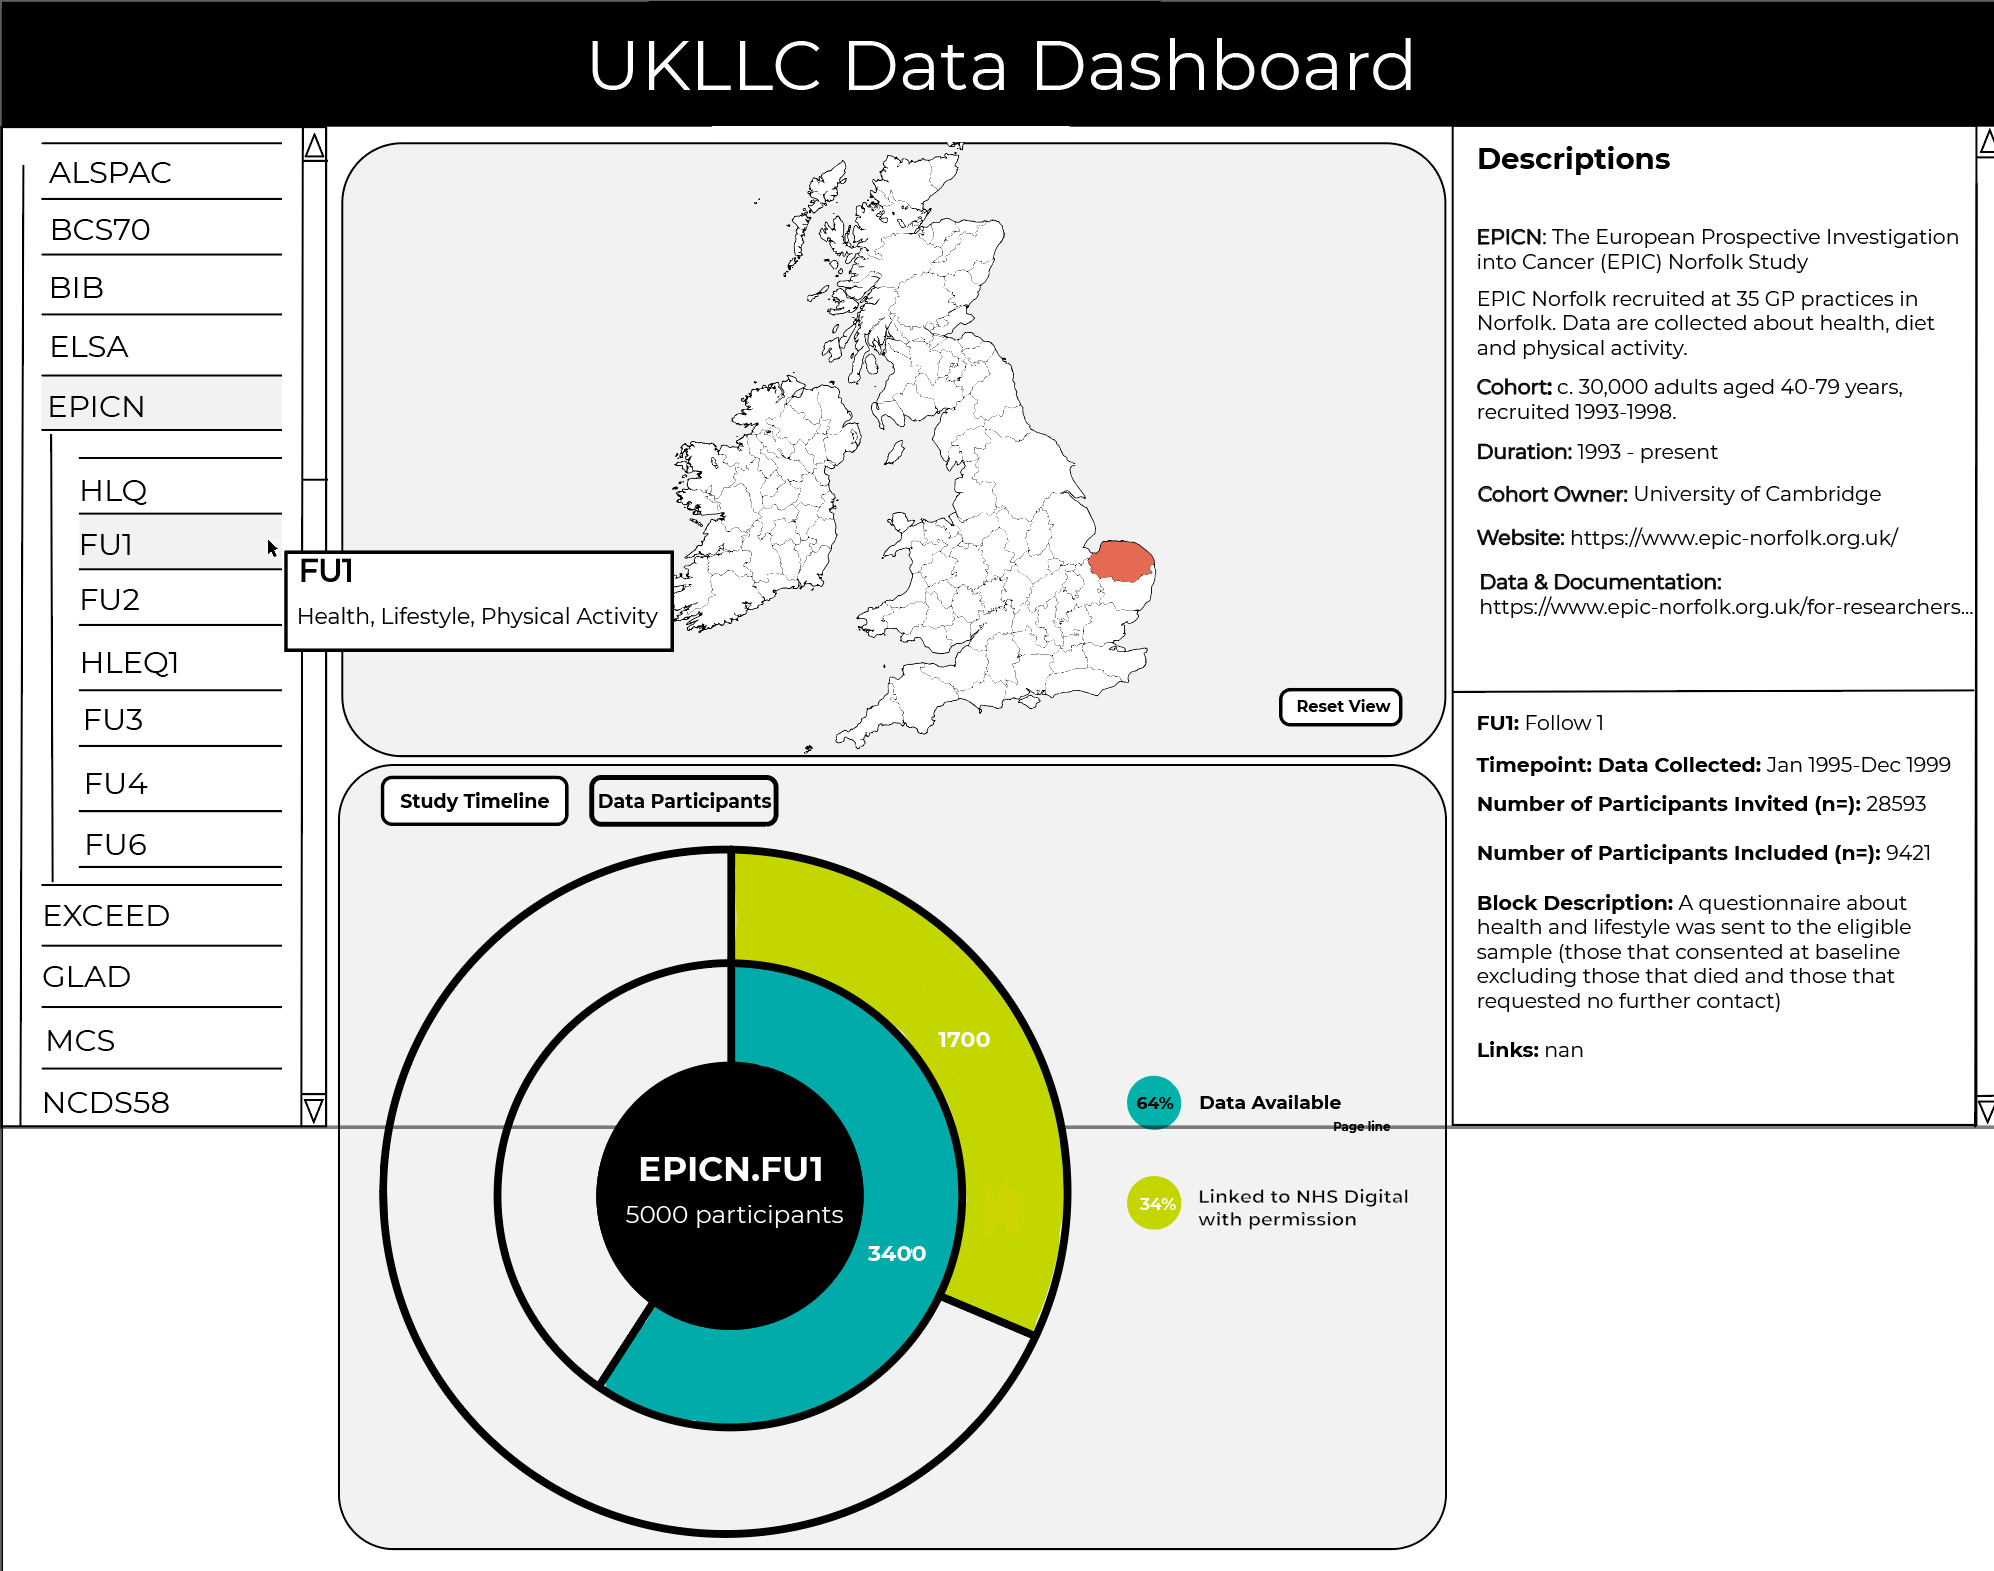 UKLLC Data Dashboard
ALSPAC
BCS70
BIB
ELSA
EPICN
HLQ
FU1
FU2
HLEQ1
FU3
FU4
FU6
EXCEED
GLAD
MCS
NCDS58
FU1
Health, Lifestyle, Physical Activity
Reset View
Study Timeline
Data Participants
1700
3400
EPICN.FU1
5000 participants
64%
Data Available
Page line
34%
Linked to NHS Digital
with permission
Descriptions
EPICN: The European Prospective Investigation
into Cancer (EPIC) Norfolk Study
EPIC Norfolk recruited at 35 GP practices in
Norfolk. Data are collected about health, diet
and physical activity.
Cohort: c. 30,000 adults aged 40-79 years,
recruited 1993-1998.
Duration: 1993 - present
Cohort Owner: University of Cambridge
Website: https://www.epic-norfolk.org.uk/
Data & Documentation:
https://www.epic-norfolk.org.uk/for-researchers...
FU1: Follow 1
Timepoint: Data Collected: Jan 1995-Dec 1999
Number of Participants Invited (n=): 28593
Number of Participants Included (n=): 9421
Block Description: A questionnaire about
health and lifestyle was sent to the eligible
sample (those that consented at baseline
excluding those that died and those that
requested no further contact)
Links: nan